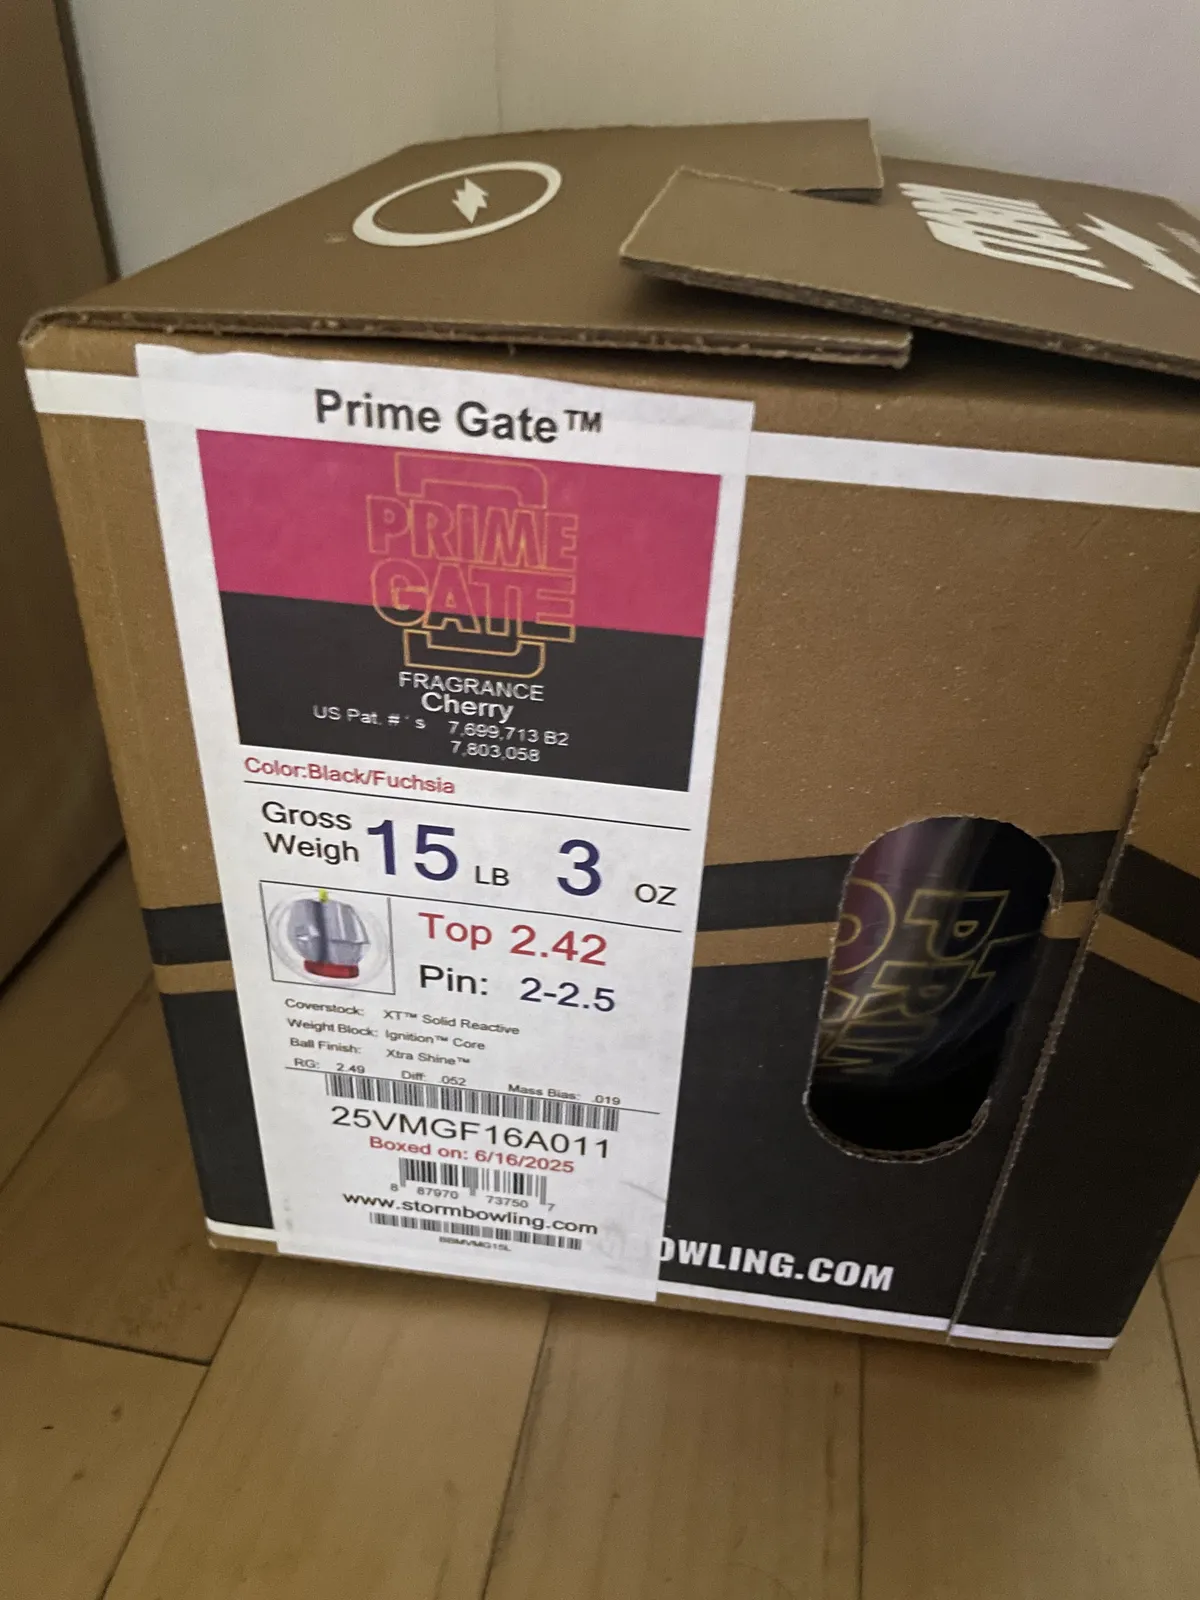 STORM
Prime Gate™
PRIME
GATE
FRAGRANCE
Cherry
US Pat. #'s 7,699,713 B2
7,803,058
Color:Black/Fuchsia
Gross
Weigh 15 LB 3 OZ
Top 2.42
Pin: 2-2.5
Coverstock: XT™ Solid Reactive
Weight Block: Ignition™ Core
Ball Finish: Xtra Shine™
RG: 2.49 Diff: .052 Mass Bias: .019
25VMGF16A011
Boxed on: 6/16/2025
8 87970 73750 7
www.stormbowling.com
BBMVMG15L
OWLING.COM
PRIM